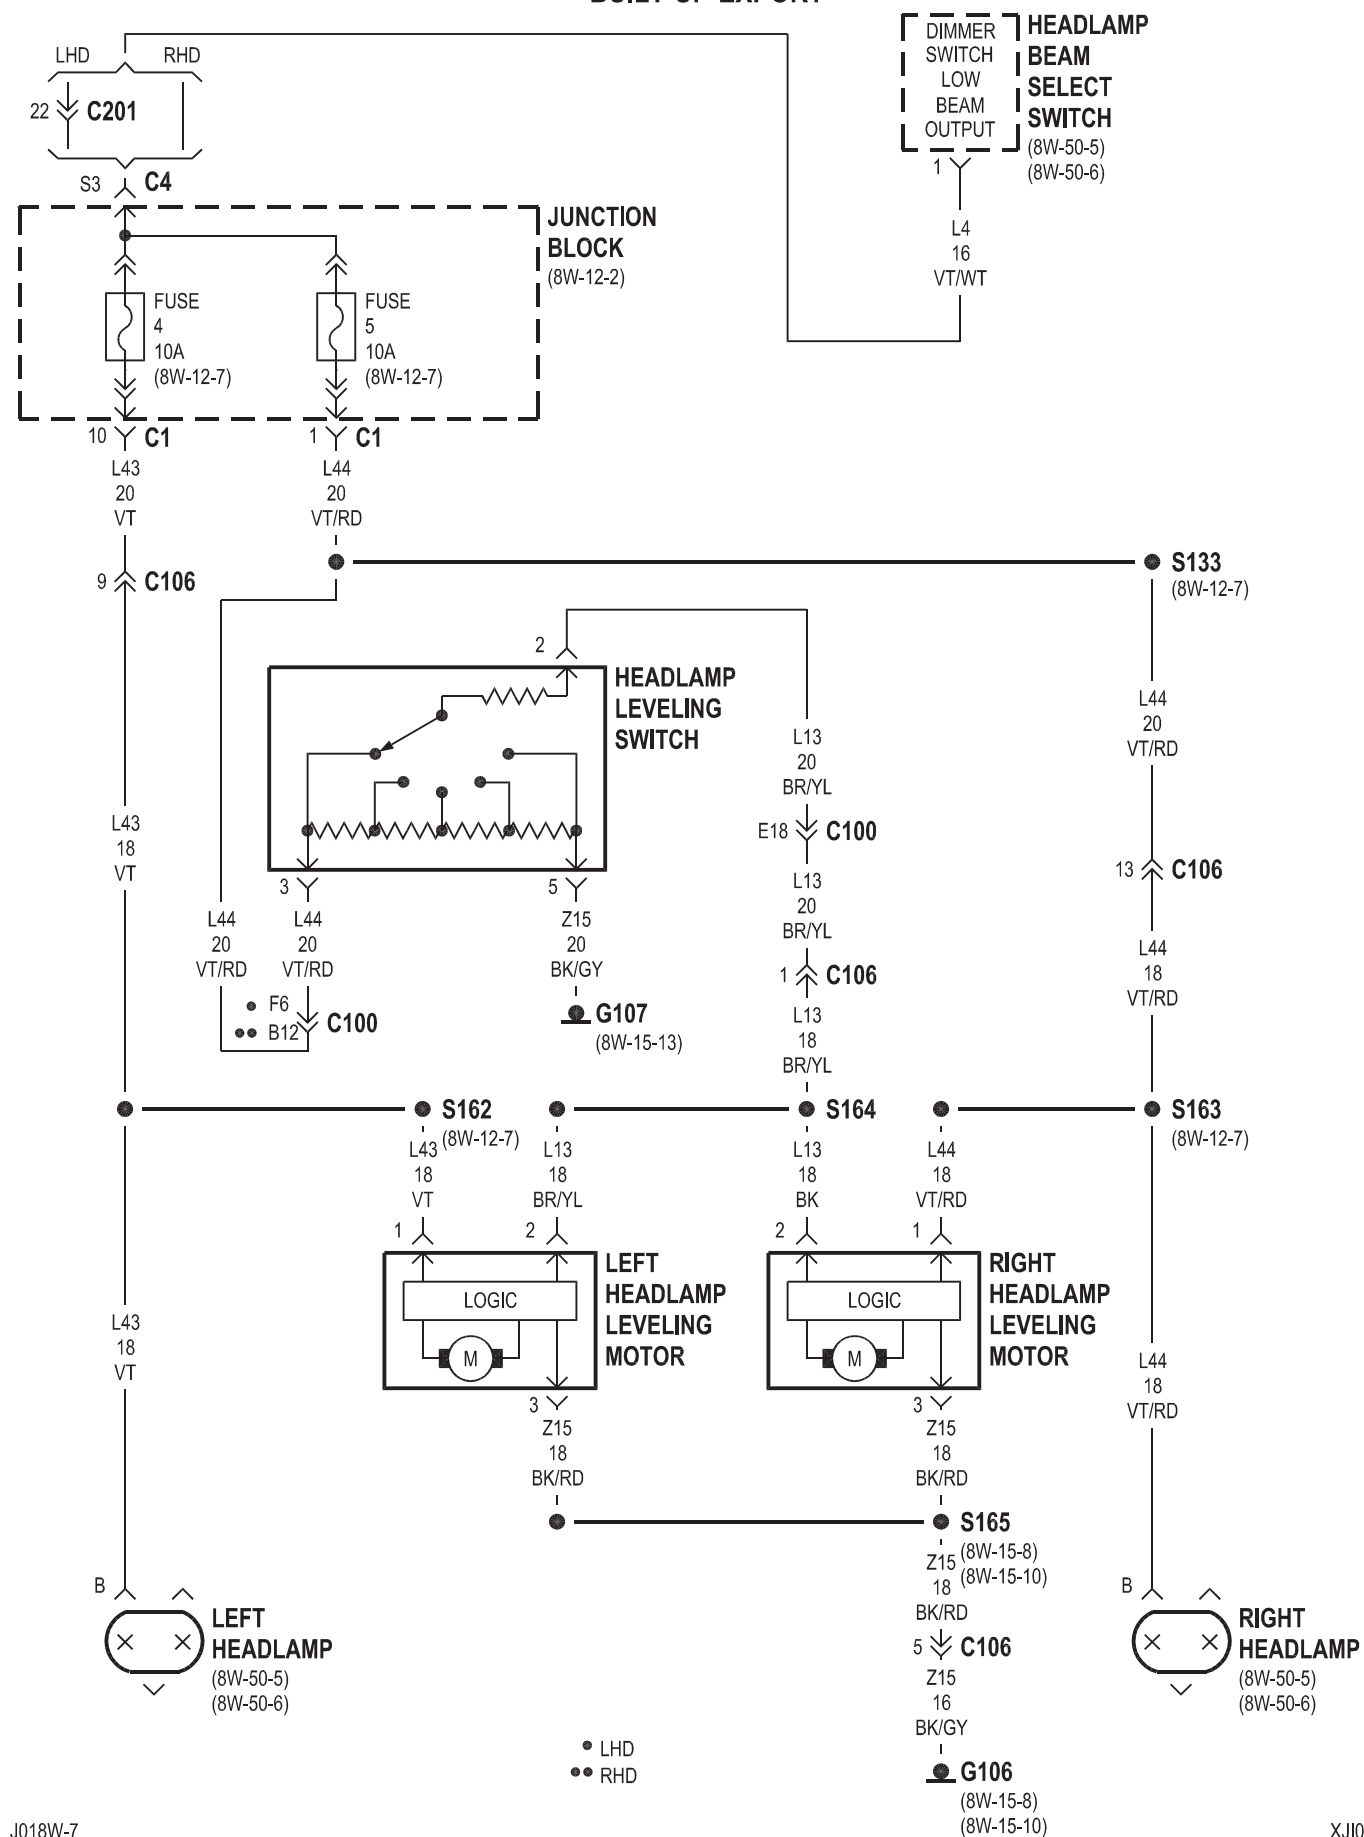 LHD
RHD
22
C201
S3
C4
DIMMER
SWITCH
LOW
BEAM
OUTPUT
HEADLAMP
BEAM
SELECT
SWITCH
(8W-50-5)
(8W-50-6)
1
L4
16
VT/WT
JUNCTION
BLOCK
(8W-12-2)
FUSE
4
10A
(8W-12-7)
FUSE
5
10A
(8W-12-7)
10
C1
1
C1
L43
20
VT
L44
20
VT/RD
9
C106
S133
(8W-12-7)
2
HEADLAMP
LEVELING
SWITCH
L13
20
BR/YL
L44
20
VT/RD
E18
C100
L43
18
VT
3
5
L13
20
BR/YL
13
C106
L44
20
VT/RD
L44
20
VT/RD
Z15
20
BK/GY
1
C106
L44
18
VT/RD
F6
B12
C100
G107
(8W-15-13)
L13
18
BR/YL
S162
(8W-12-7)
S164
S163
(8W-12-7)
L43
18
VT
L13
18
BR/YL
L13
18
BK
L44
18
VT/RD
1
2
2
1
LOGIC
M
LEFT
HEADLAMP
LEVELING
MOTOR
LOGIC
M
RIGHT
HEADLAMP
LEVELING
MOTOR
L43
18
VT
L44
18
VT/RD
3
Z15
18
BK/RD
3
Z15
18
BK/RD
S165
(8W-15-8)
(8W-15-10)
Z15
18
BK/RD
B
LEFT
HEADLAMP
(8W-50-5)
(8W-50-6)
5
C106
Z15
16
BK/GY
B
RIGHT
HEADLAMP
(8W-50-5)
(8W-50-6)
LHD
RHD
G106
(8W-15-8)
(8W-15-10)
J018W-7
XJI0